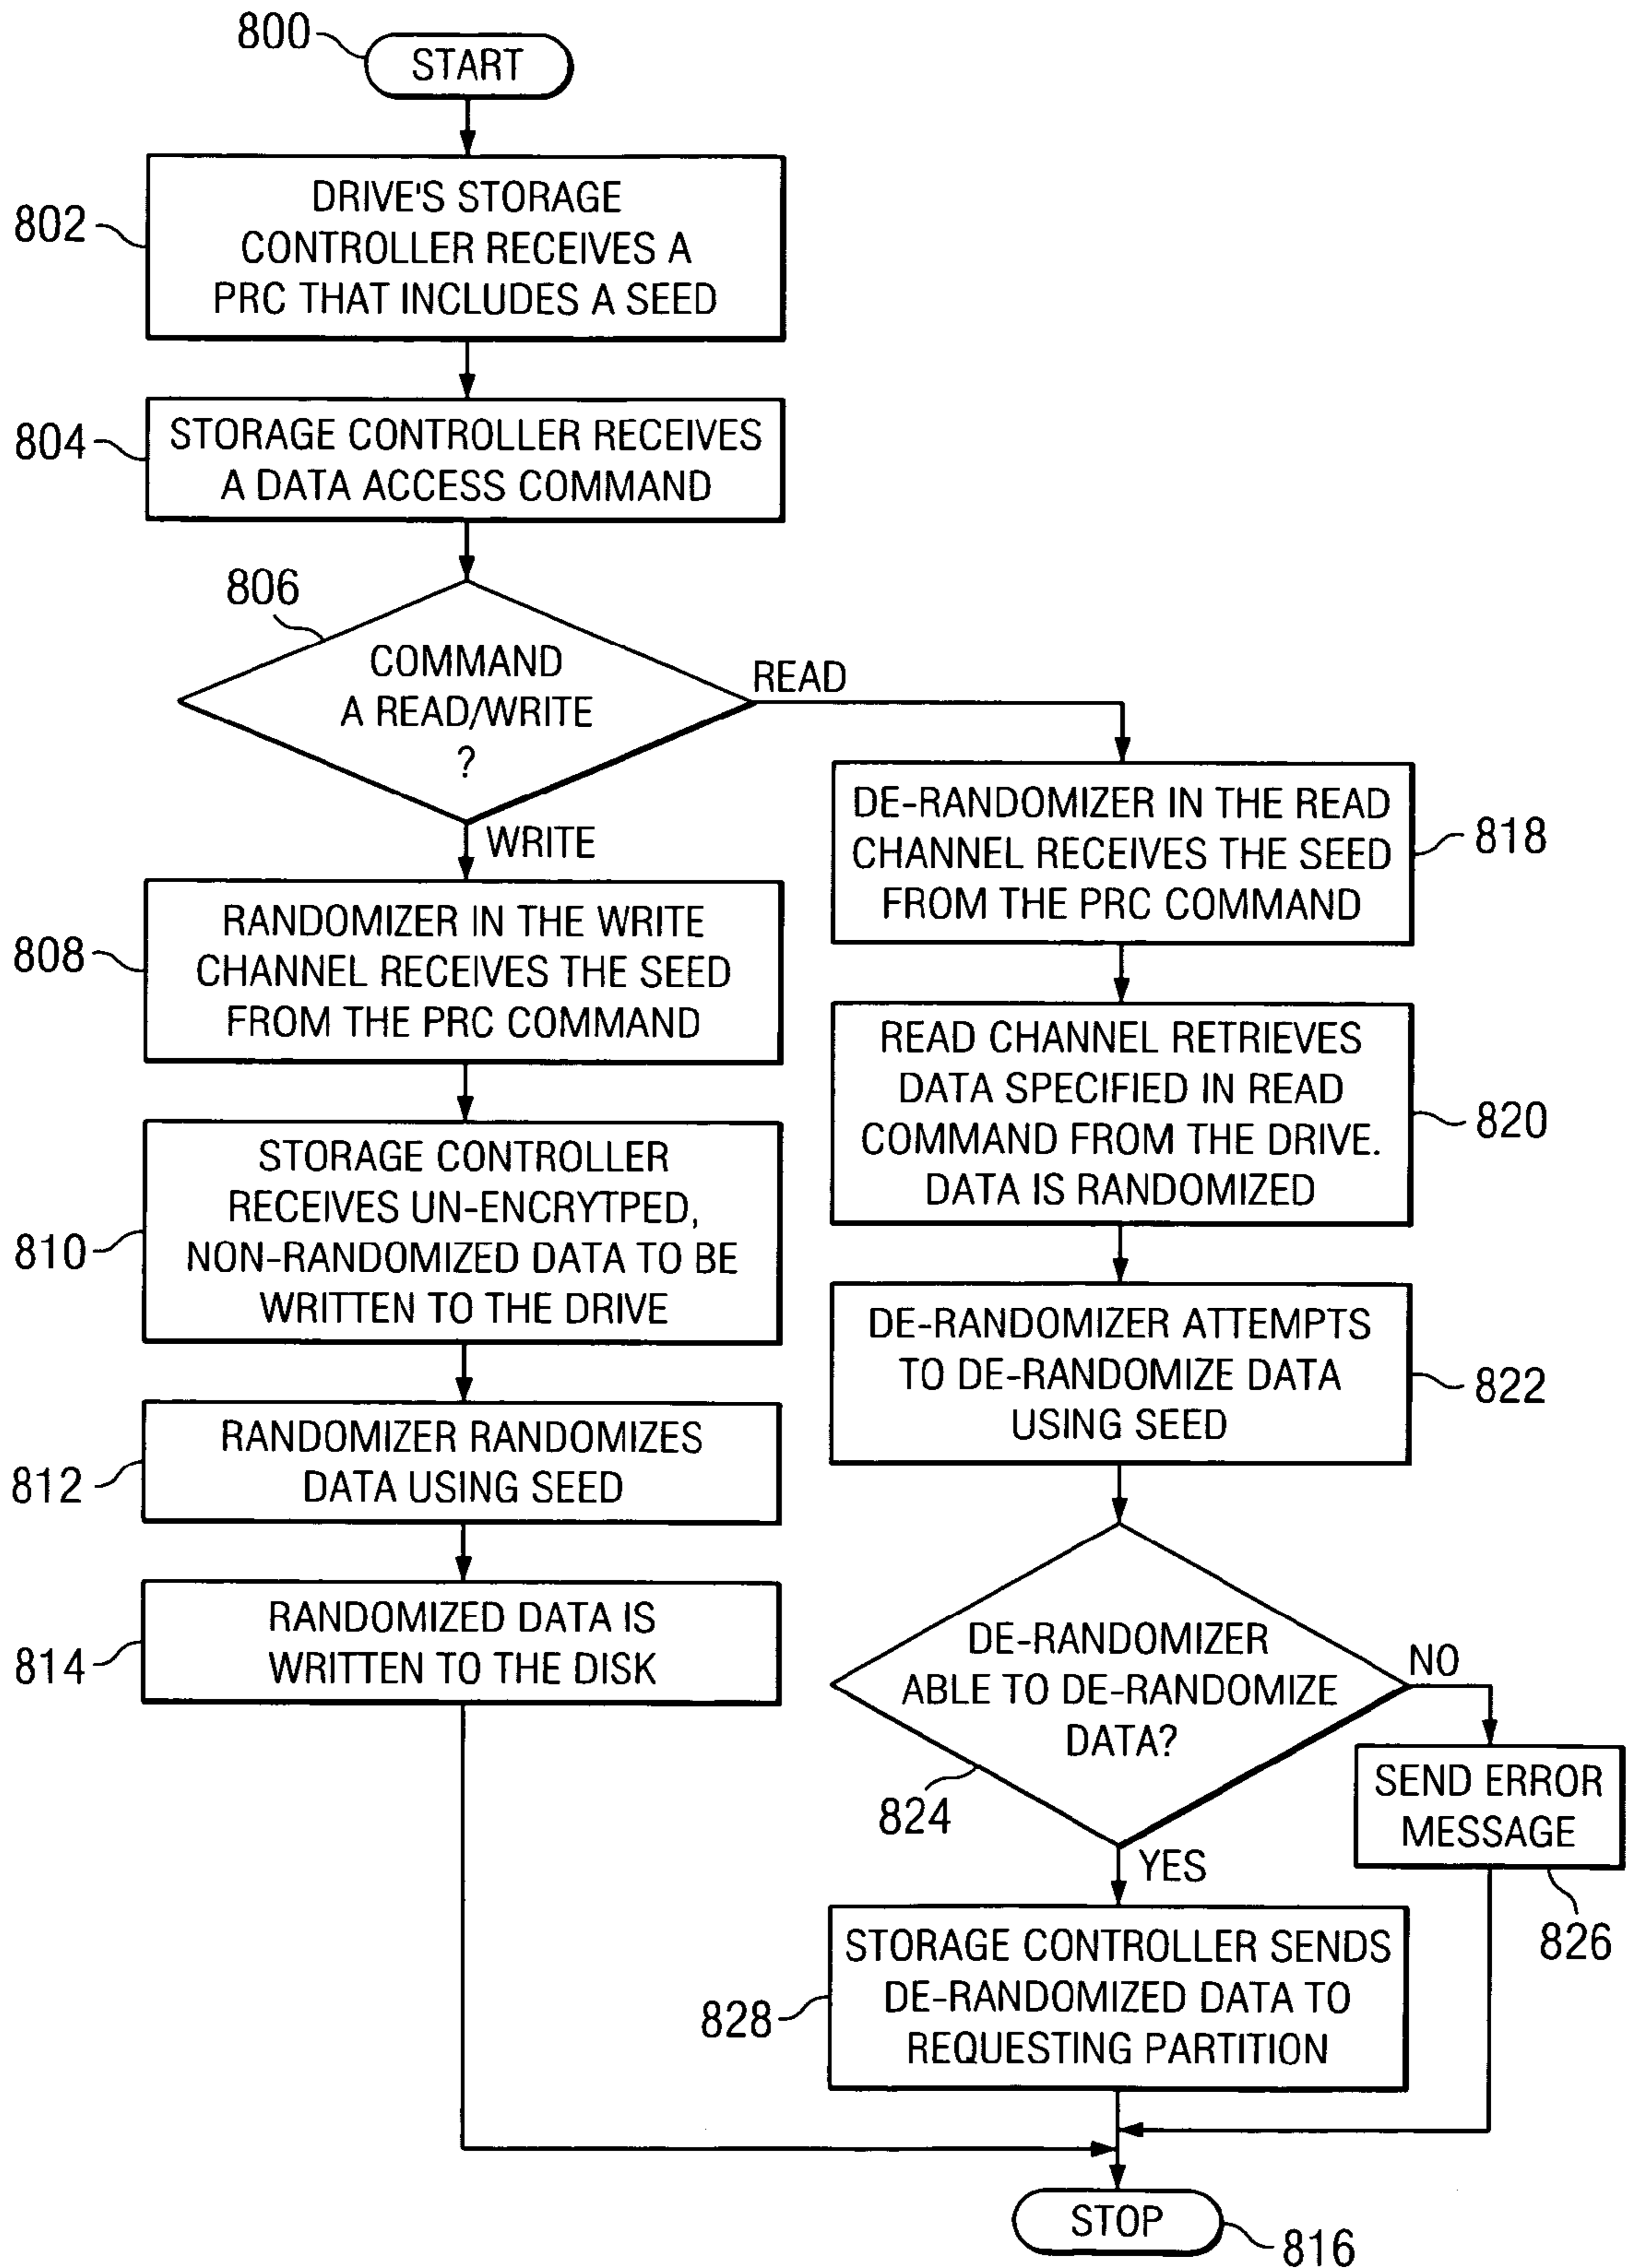 800
START
802
DRIVE'S STORAGE
CONTROLLER RECEIVES A
PRC THAT INCLUDES A SEED
804
STORAGE CONTROLLER RECEIVES
A DATA ACCESS COMMAND
806
COMMAND
A READ/WRITE
?
READ
WRITE
808
RANDOMIZER IN THE WRITE
CHANNEL RECEIVES THE SEED
FROM THE PRC COMMAND
810
STORAGE CONTROLLER
RECEIVES UN-ENCRYTPED,
NON-RANDOMIZED DATA TO BE
WRITTEN TO THE DRIVE
812
RANDOMIZER RANDOMIZES
DATA USING SEED
814
RANDOMIZED DATA IS
WRITTEN TO THE DISK
DE-RANDOMIZER IN THE READ
CHANNEL RECEIVES THE SEED
FROM THE PRC COMMAND
818
READ CHANNEL RETRIEVES
DATA SPECIFIED IN READ
COMMAND FROM THE DRIVE.
DATA IS RANDOMIZED
820
DE-RANDOMIZER ATTEMPTS
TO DE-RANDOMIZE DATA
USING SEED
822
DE-RANDOMIZER
ABLE TO DE-RANDOMIZE
DATA?
824
NO
SEND ERROR
MESSAGE
826
YES
828
STORAGE CONTROLLER SENDS
DE-RANDOMIZED DATA TO
REQUESTING PARTITION
STOP
816